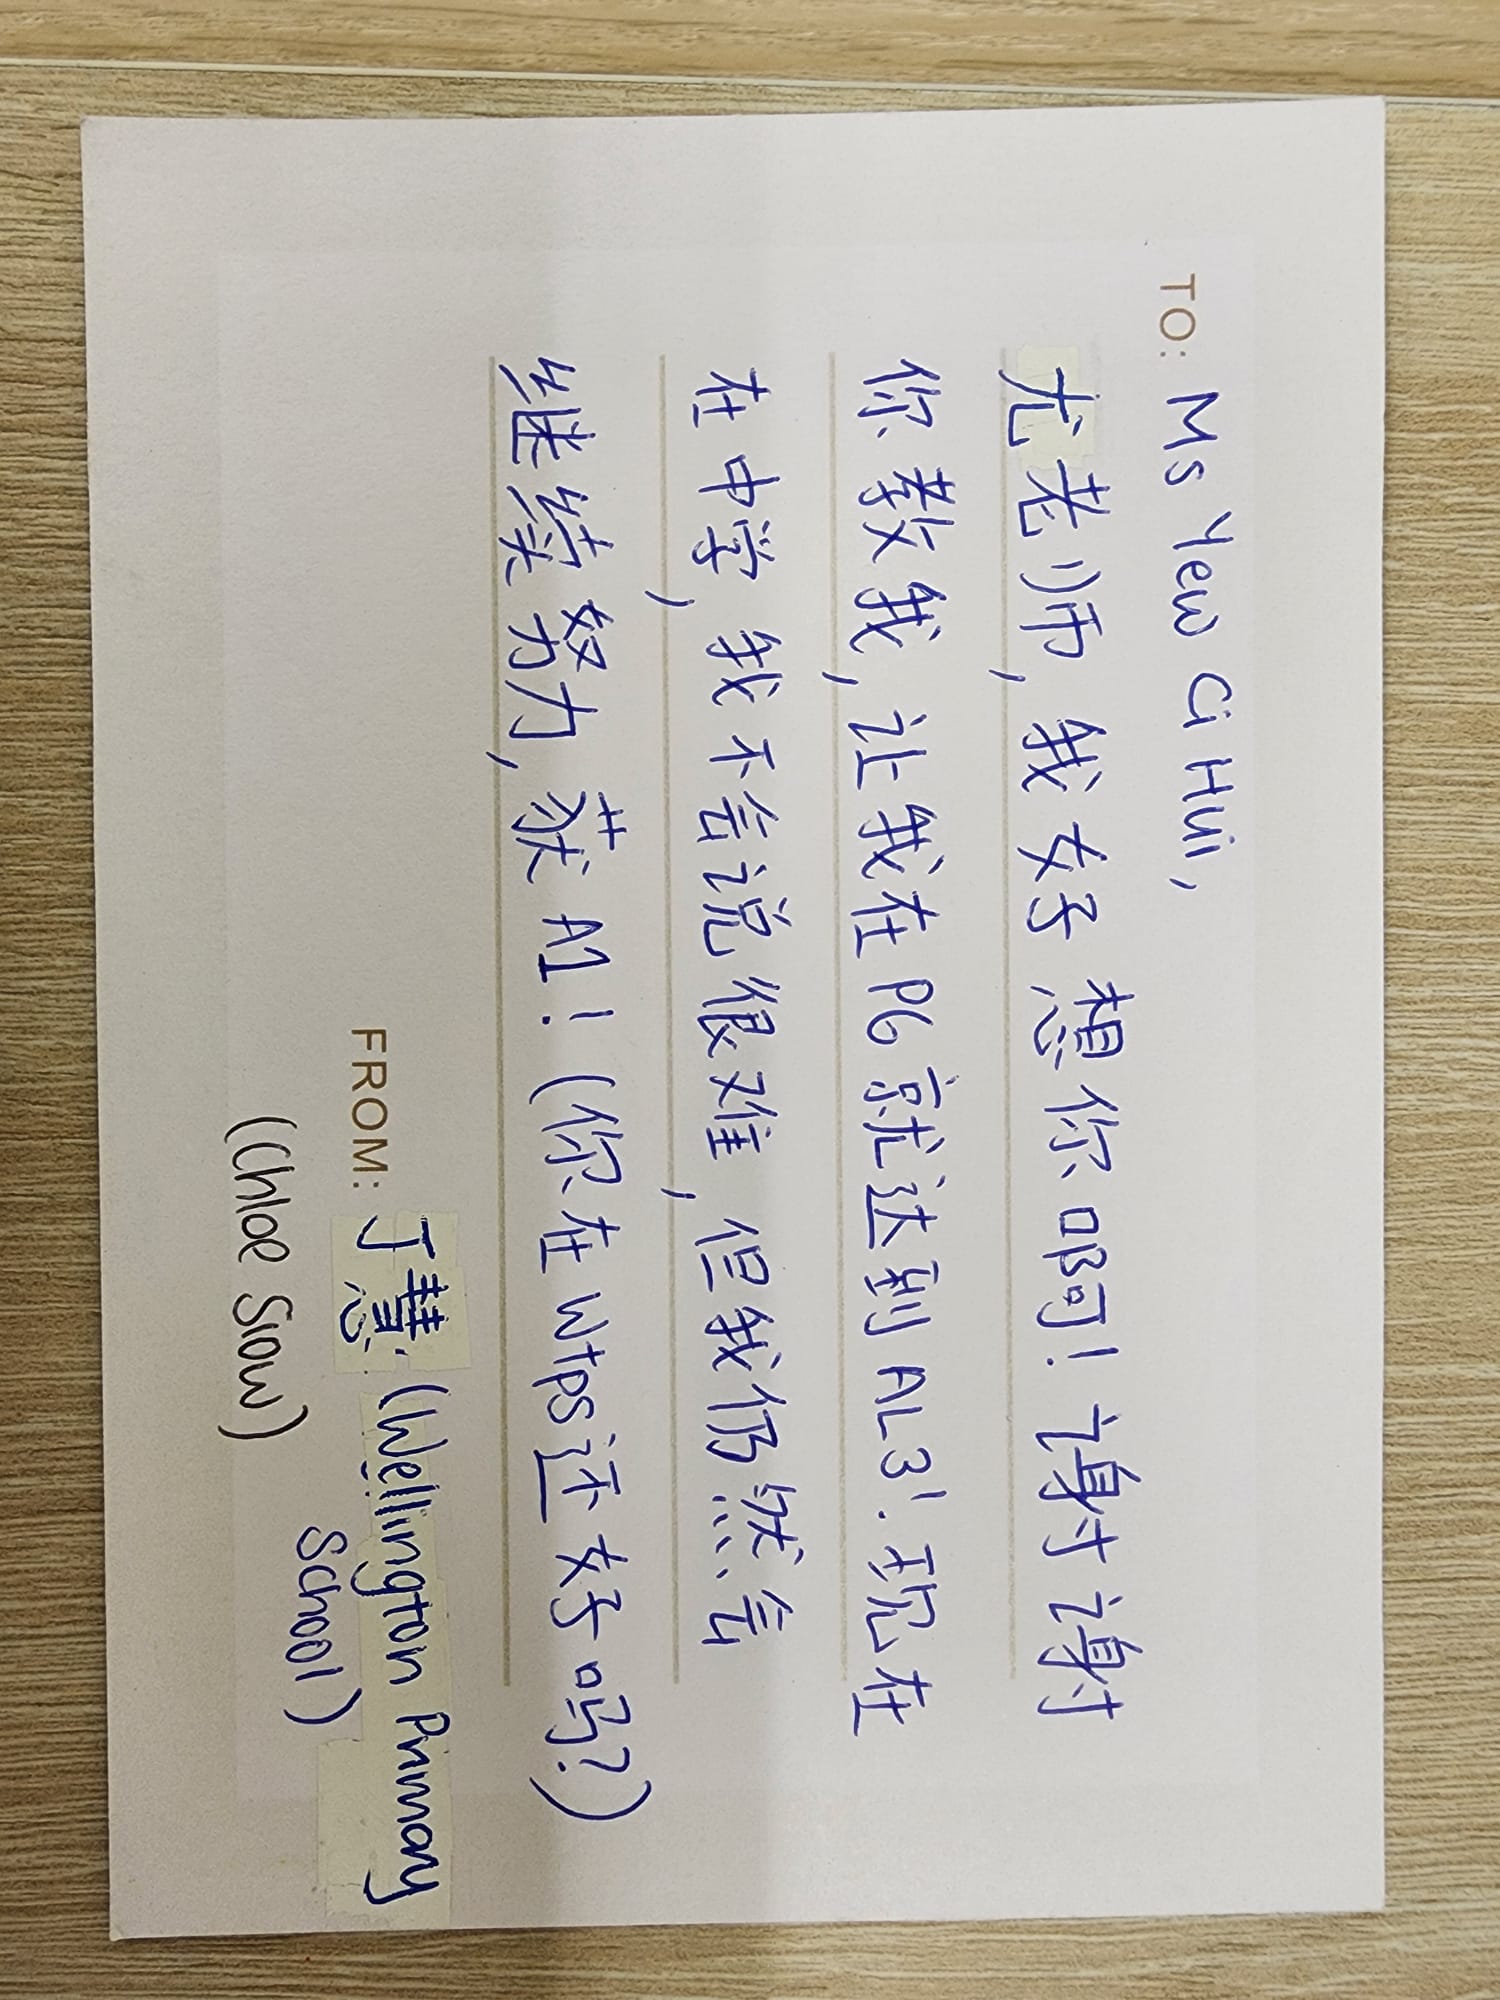 TO: Ms Yew Ci Hui,
尤老师,我好想你啊!谢谢
你教我,让我在P6就达到AL3!现在
在中学,我不会说很难,但我仍然会
继续努力,获A1!(你在Wtps还好吗?)
FROM: 丁慧(Wellington Primary
School)
(Chloe Siow)